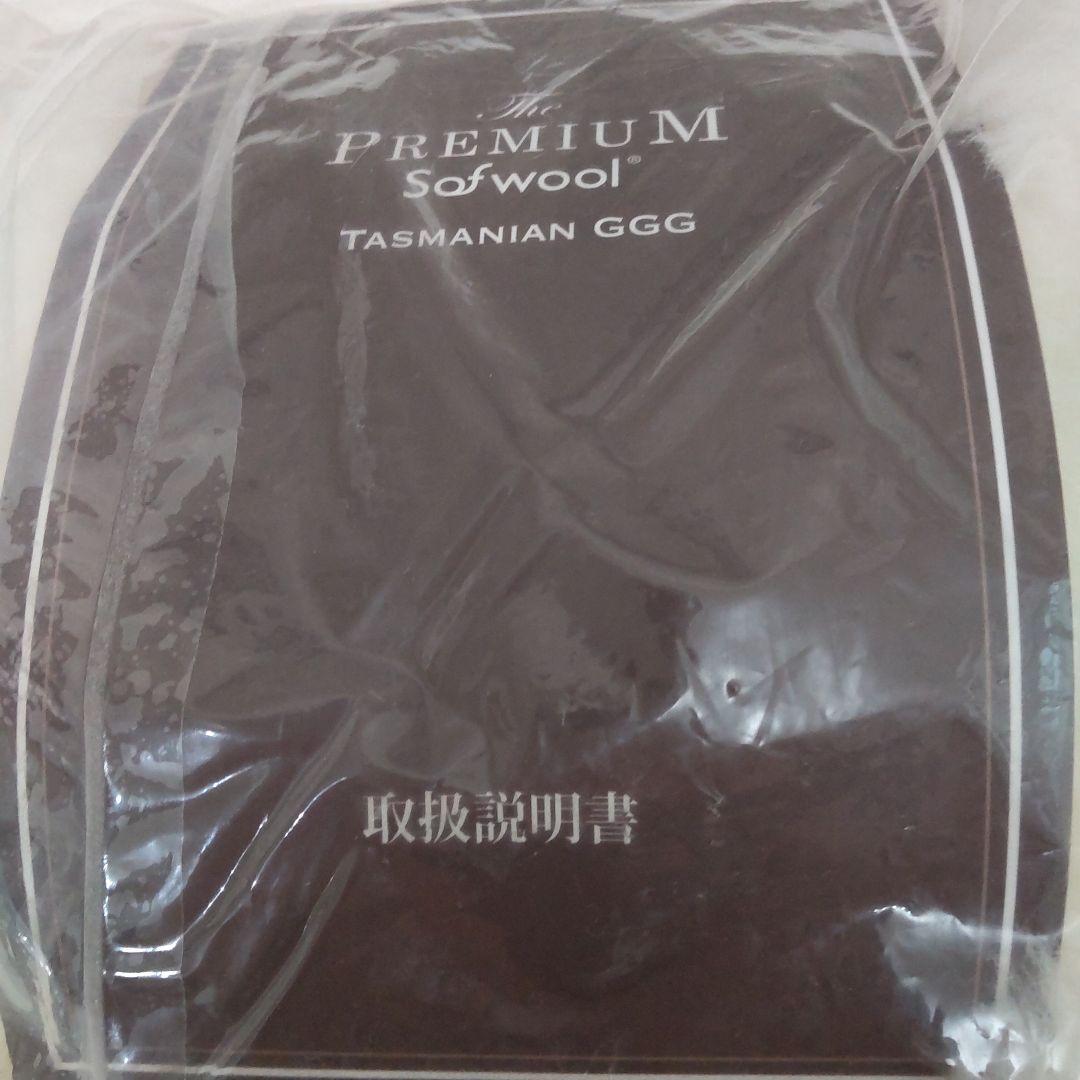 The
PREMIUM
Sofwool®
TASMANIAN GGG
取扱説明書